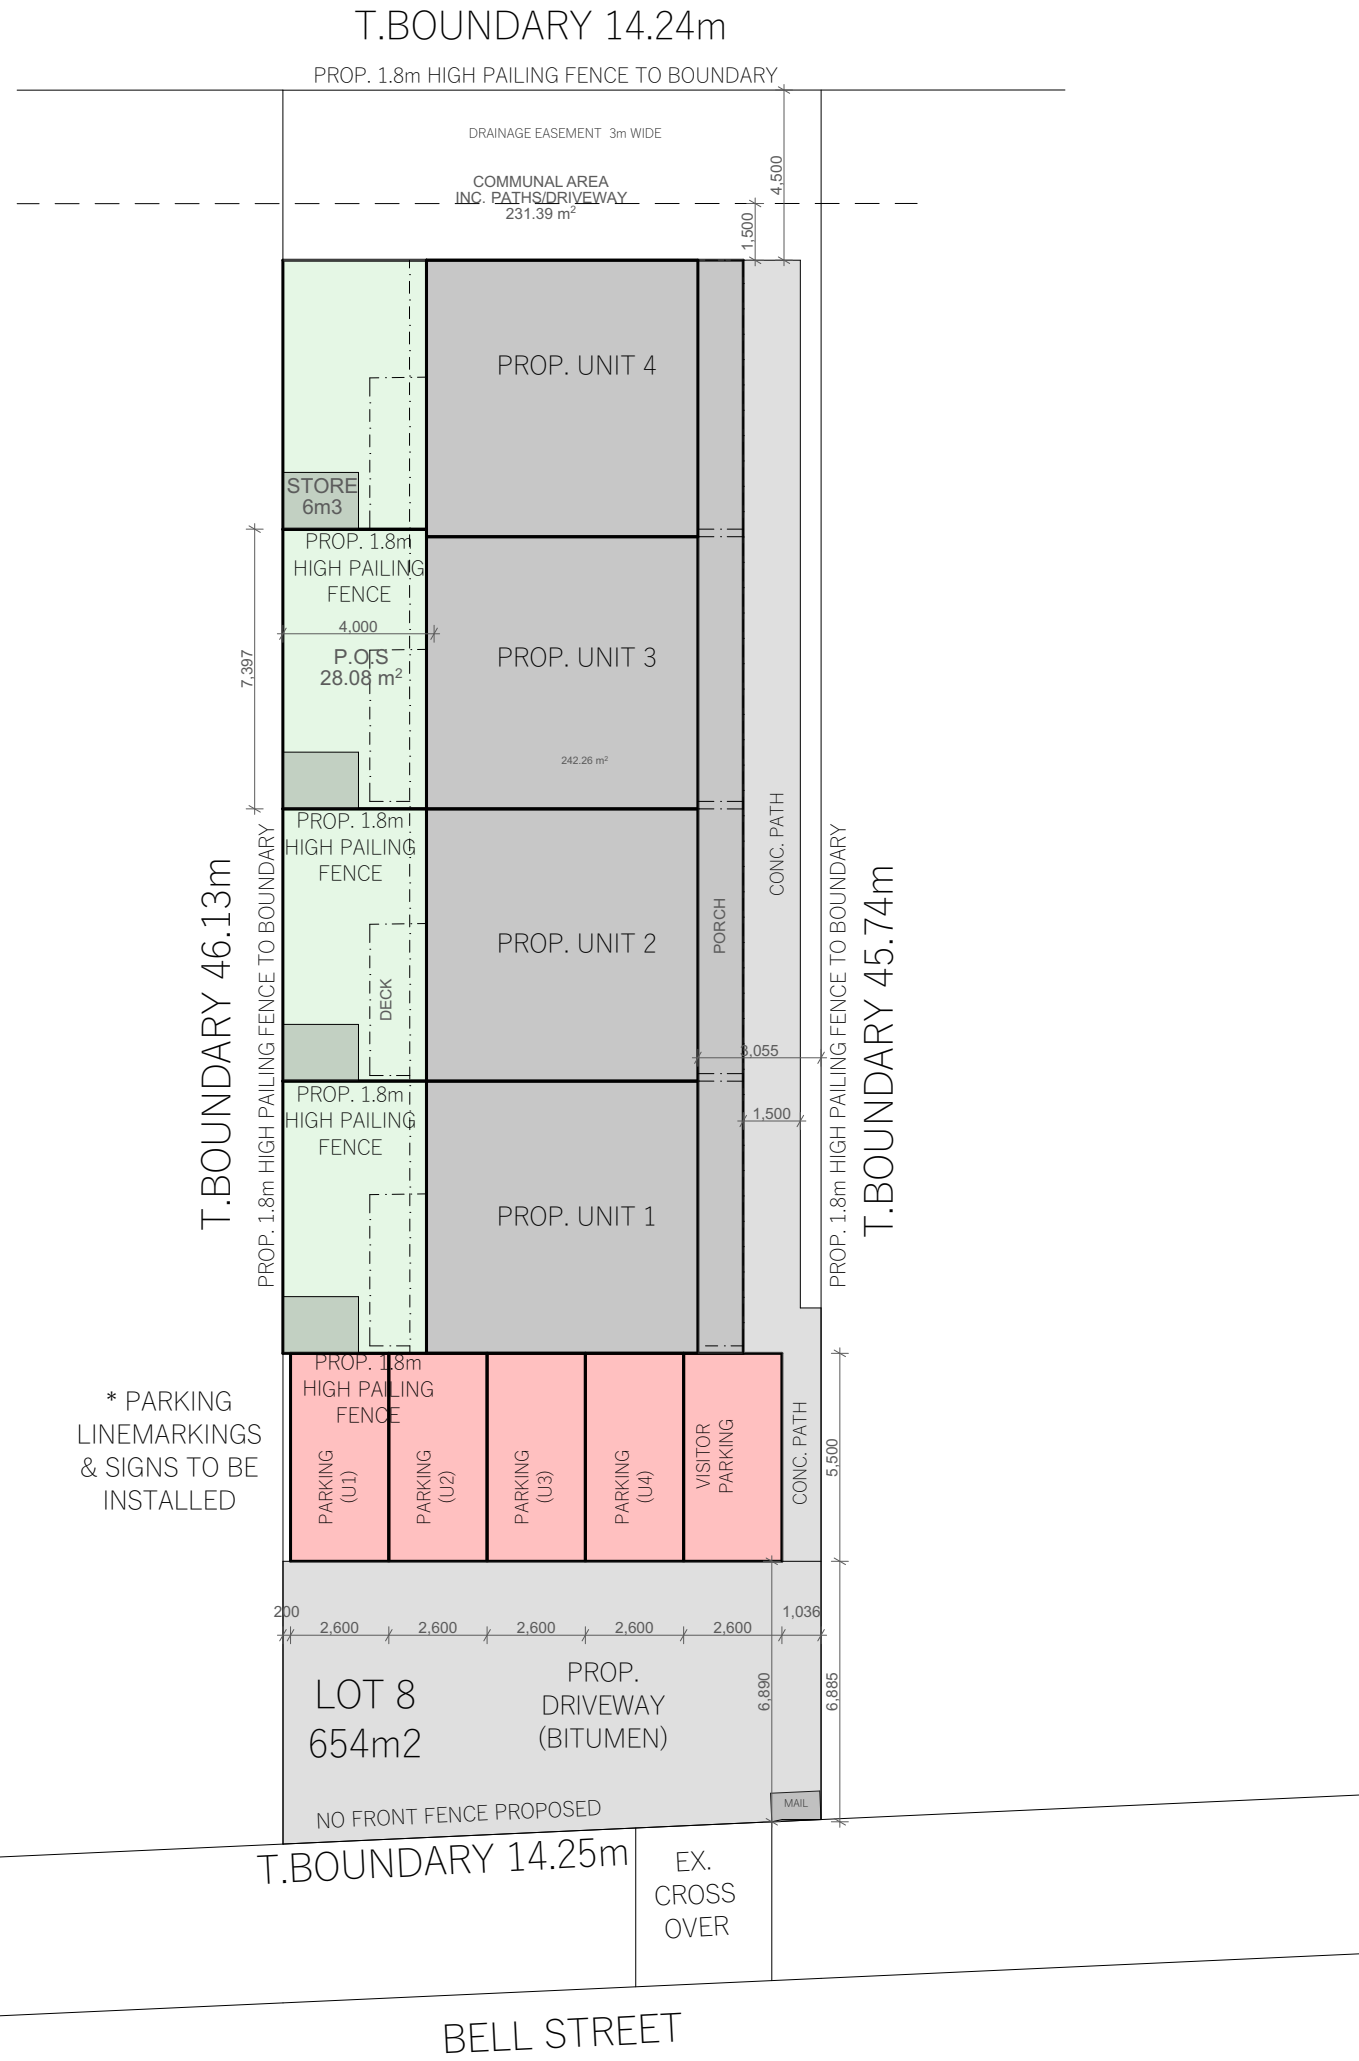 T.BOUNDARY 14.24m
PROP. 1.8m HIGH PAILING FENCE TO BOUNDARY
DRAINAGE EASEMENT 3m WIDE
4,500
COMMUNAL AREA
INC. PATHS/DRIVEWAY
231.39 m²
1,500
PROP. UNIT 4
STORE
6m3
PROP. 1.8m
HIGH PAILING
FENCE
4,000
P.O.S
28.08 m²
7,397
PROP. UNIT 3
242.26 m²
CONC. PATH
PROP. 1.8m
HIGH PAILING
FENCE
T.BOUNDARY 46.13m
PROP. 1.8m HIGH PAILING FENCE TO BOUNDARY
DECK
PROP. UNIT 2
PORCH
PROP. 1.8m HIGH PAILING FENCE TO BOUNDARY
T.BOUNDARY 45.74m
3,055
1,500
PROP. 1.8m
HIGH PAILING
FENCE
PROP. UNIT 1
PROP. 1.8m
HIGH PAILING
FENCE
* PARKING
LINEMARKINGS
& SIGNS TO BE
INSTALLED
PARKING
(U1)
PARKING
(U2)
PARKING
(U3)
PARKING
(U4)
VISITOR
PARKING
CONC. PATH
5,500
200
2,600
2,600
2,600
2,600
2,600
1,036
6,890
6,885
LOT 8
654m2
PROP.
DRIVEWAY
(BITUMEN)
MAIL
NO FRONT FENCE PROPOSED
T.BOUNDARY 14.25m
EX.
CROSS
OVER
BELL STREET